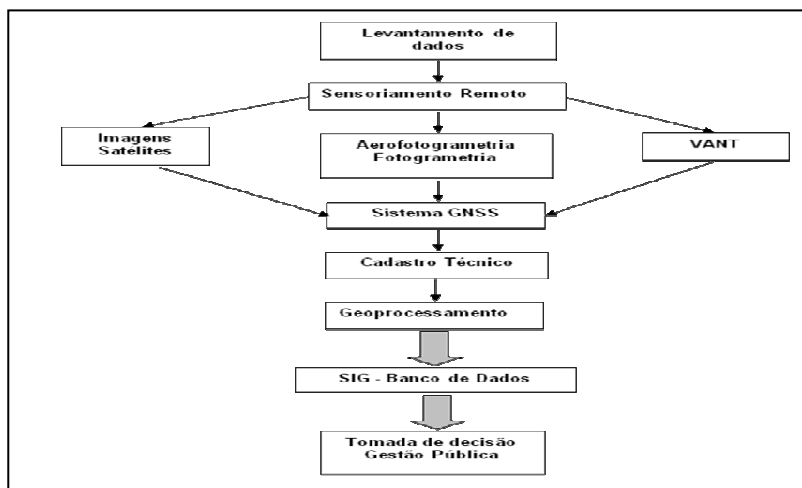 Levantamento de
dados
Sensoriamento Remoto
Imagens
Satélites
Aerofotogrametria
Fotogrametria
VANT
Sistema GNSS
Cadastro Técnico
Geoprocessamento
SIG - Banco de Dados
Tomada de decisão
Gestão Pública